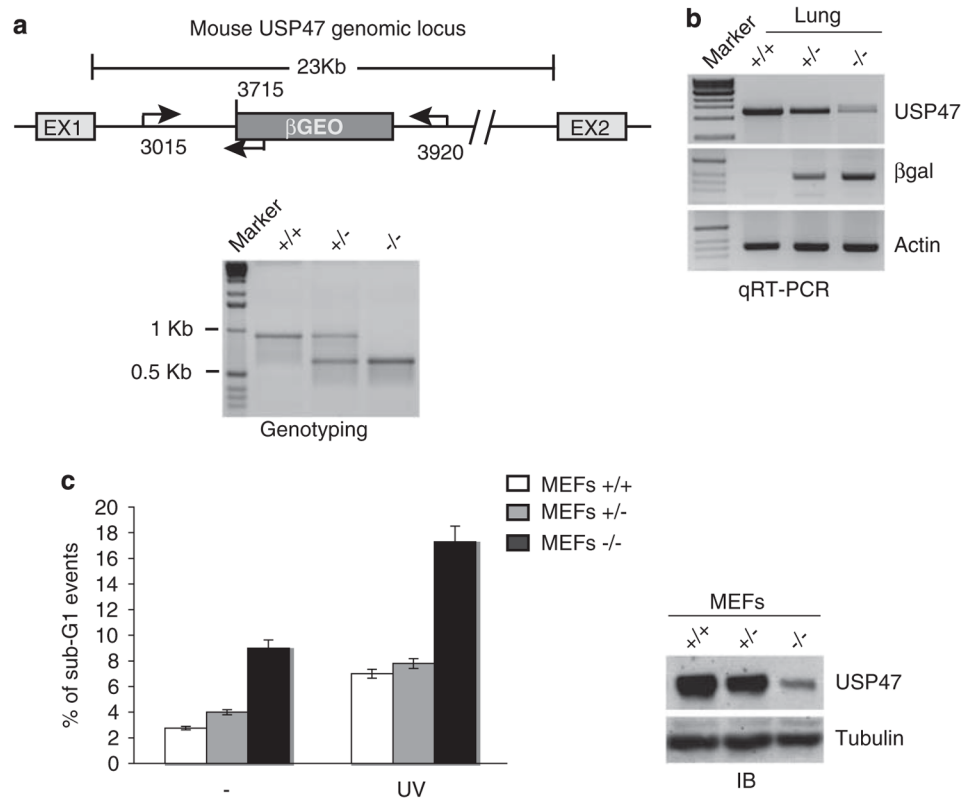 a
Mouse USP47 genomic locus
23Kb
3715
EX1
βGEO
EX2
3015
3920
Marker
+/+
+/-
-/-
1 Kb
0.5 Kb
Genotyping
b
Lung
Marker
+/+
+/-
-/-
USP47
βgal
Actin
qRT-PCR
c
MEFs +/+
MEFs +/-
MEFs -/-
% of sub-G1 events
20
18
16
14
12
10
8
6
4
2
0
-
UV
MEFs
+/+
+/-
-/-
USP47
Tubulin
IB